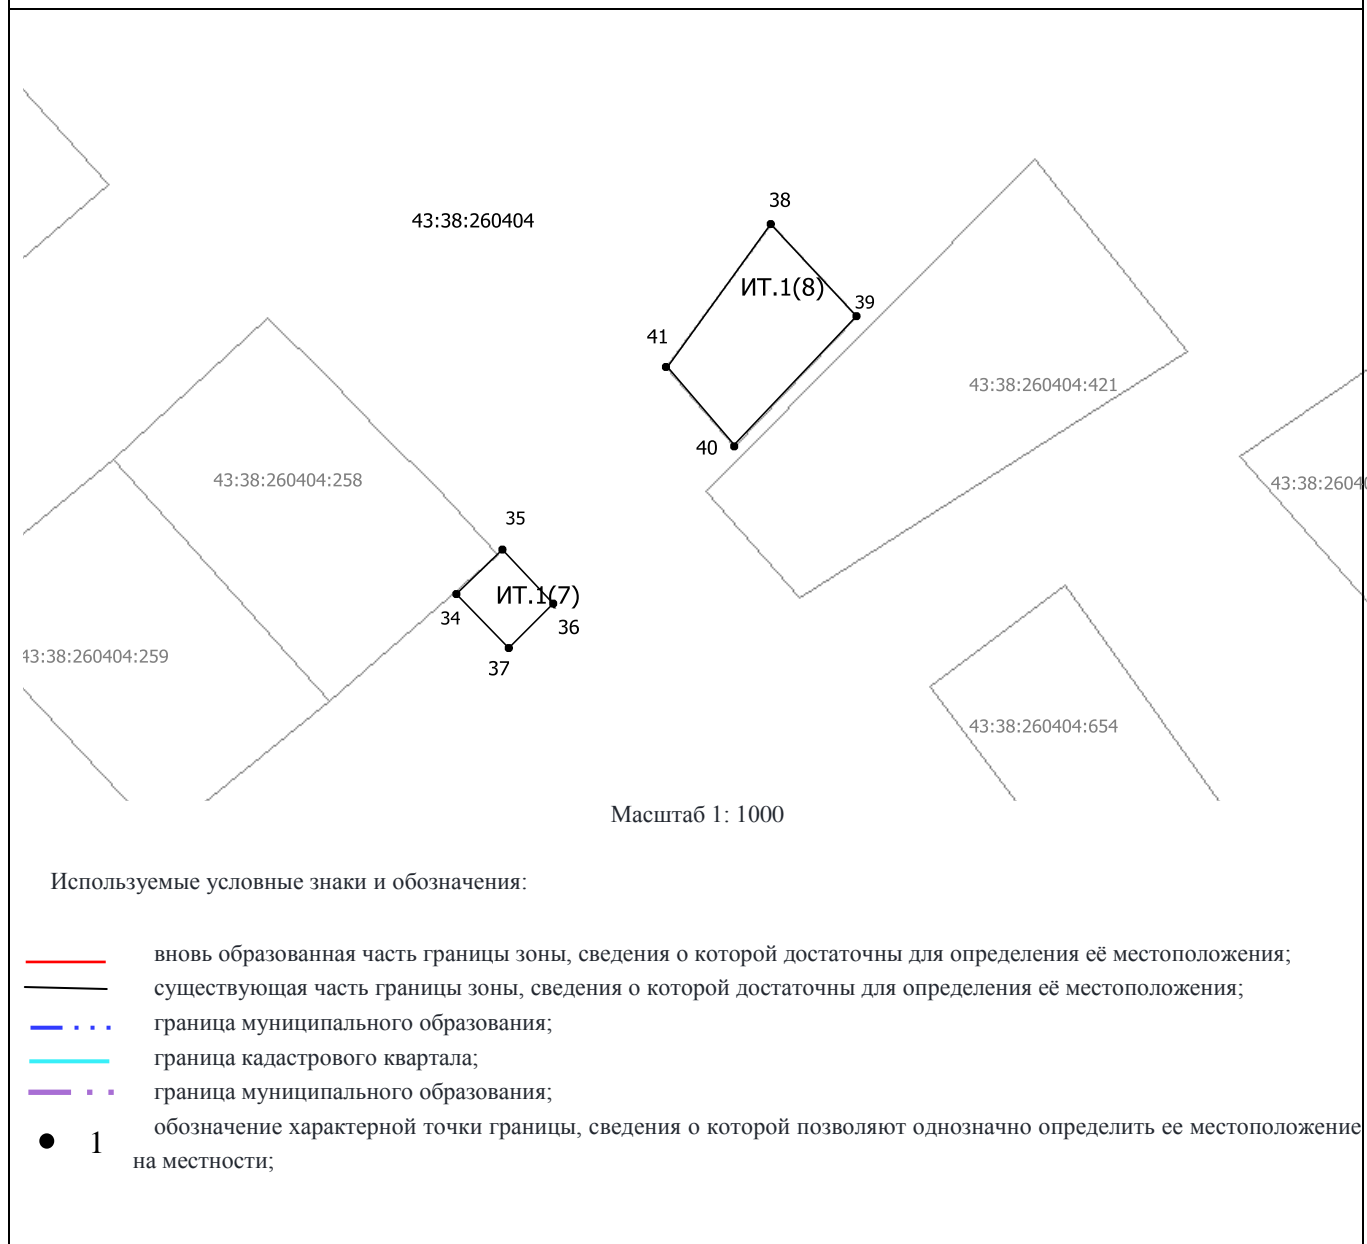 38
43:38:260404
ИТ.1(8)
39
41
43:38:260404:421
40
43:38:260404:258
43:38:2604
35
ИТ.1(7)
34
36
43:38:260404:259
37
43:38:260404:654
Масштаб 1: 1000
Используемые условные знаки и обозначения:
вновь образованная часть границы зоны, сведения о которой достаточны для определения её местоположения;
существующая часть границы зоны, сведения о которой достаточны для определения её местоположения;
граница муниципального образования;
граница кадастрового квартала;
граница муниципального образования;
1 обозначение характерной точки границы, сведения о которой позволяют однозначно определить ее местоположение
на местности;